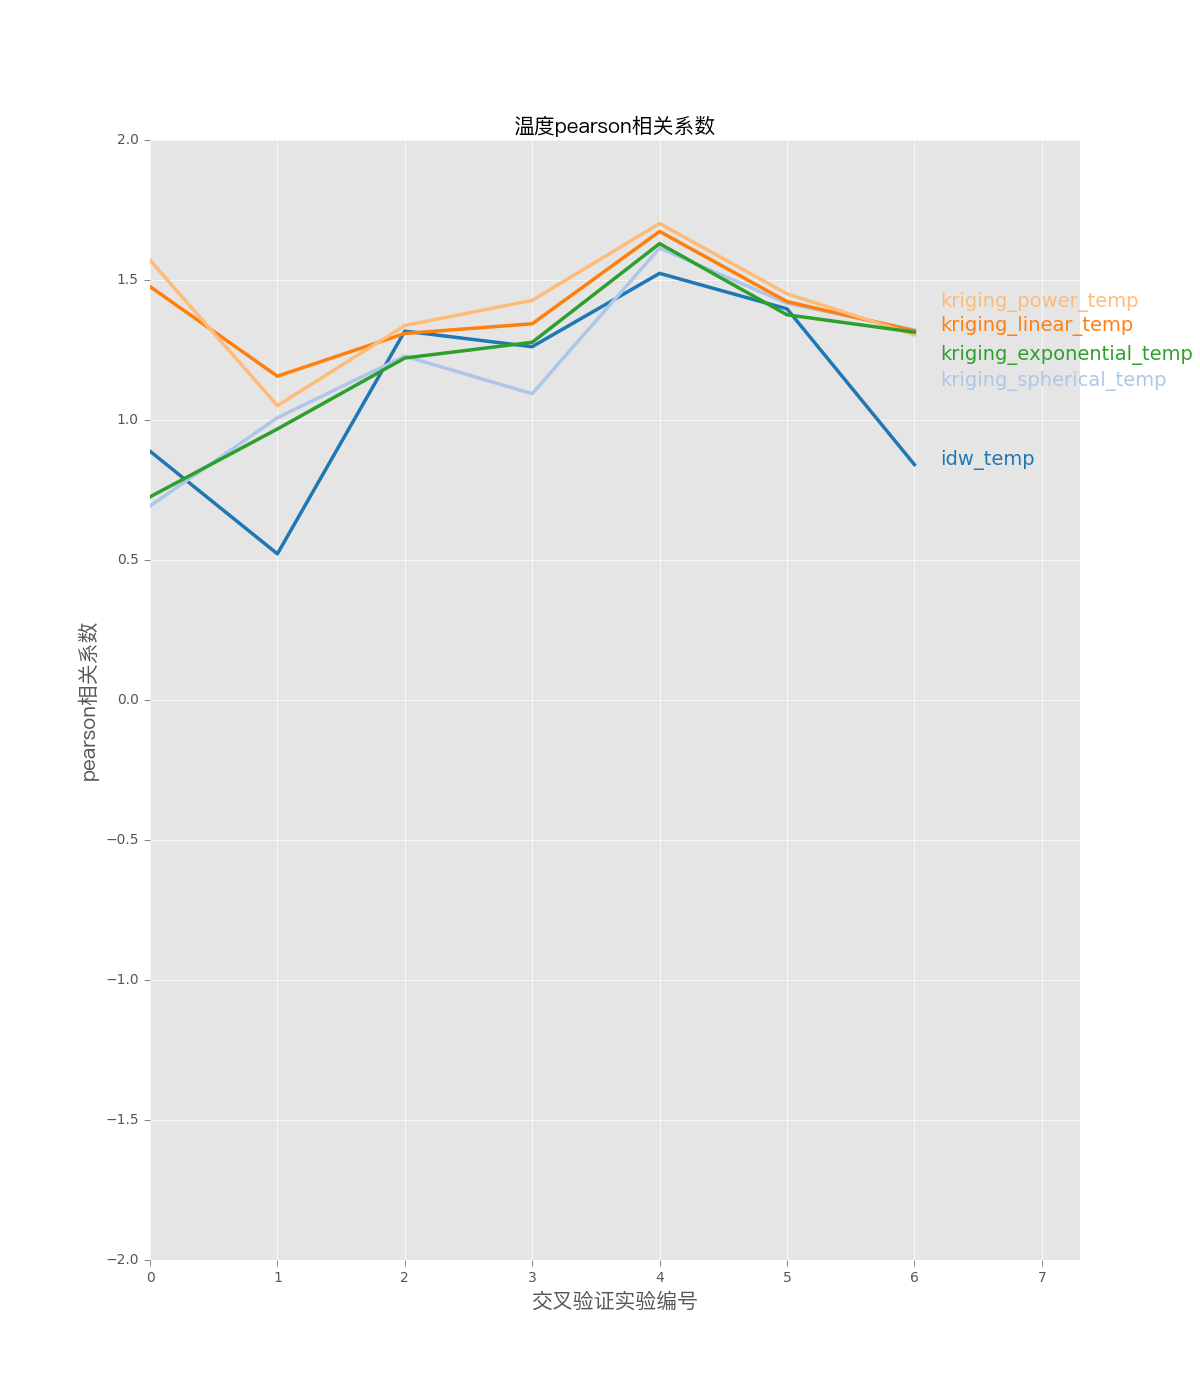 温度pearson相关系数
2.0
1.5
1.0
0.5
0.0
−0.5
−1.0
−1.5
−2.0
pearson相关系数
kriging_power_temp
kriging_linear_temp
kriging_exponential_temp
kriging_spherical_temp
idw_temp
0 1 2 3 4 5 6 7
交叉验证实验编号